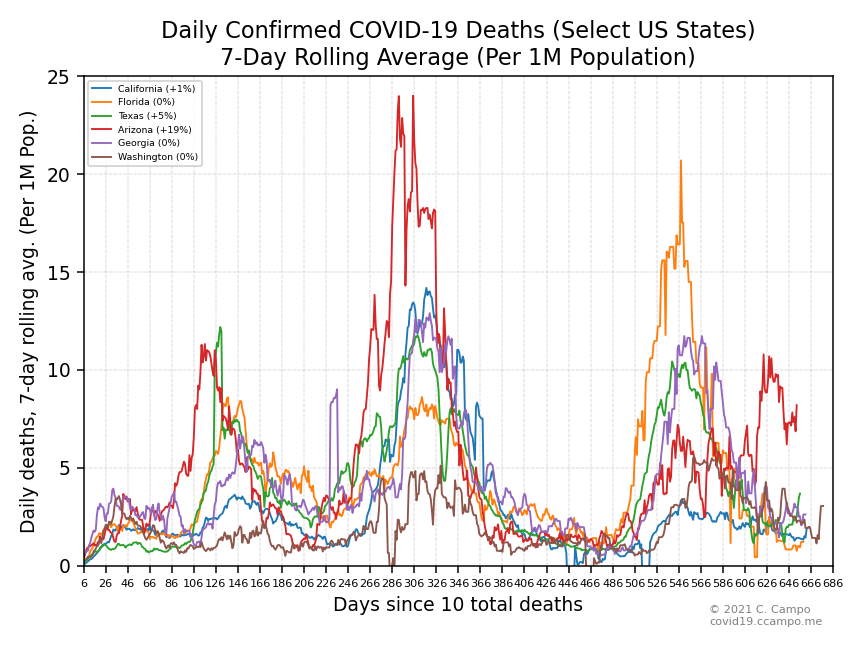 Daily Confirmed COVID-19 Deaths (Select US States)
7-Day Rolling Average (Per 1M Population)
Daily deaths, 7-day rolling avg. (Per 1M Pop.)
25
20
15
10
5
0
California (+1%)
Florida (0%)
Texas (+5%)
Arizona (+19%)
Georgia (0%)
Washington (0%)
6 26 46 66 86 106 126 146 166 186 206 226 246 266 286 306 326 346 366 386 406 426 446 466 486 506 526 546 566 586 606 626 646 666 686
Days since 10 total deaths
© 2021 C. Campo
covid19.ccampo.me